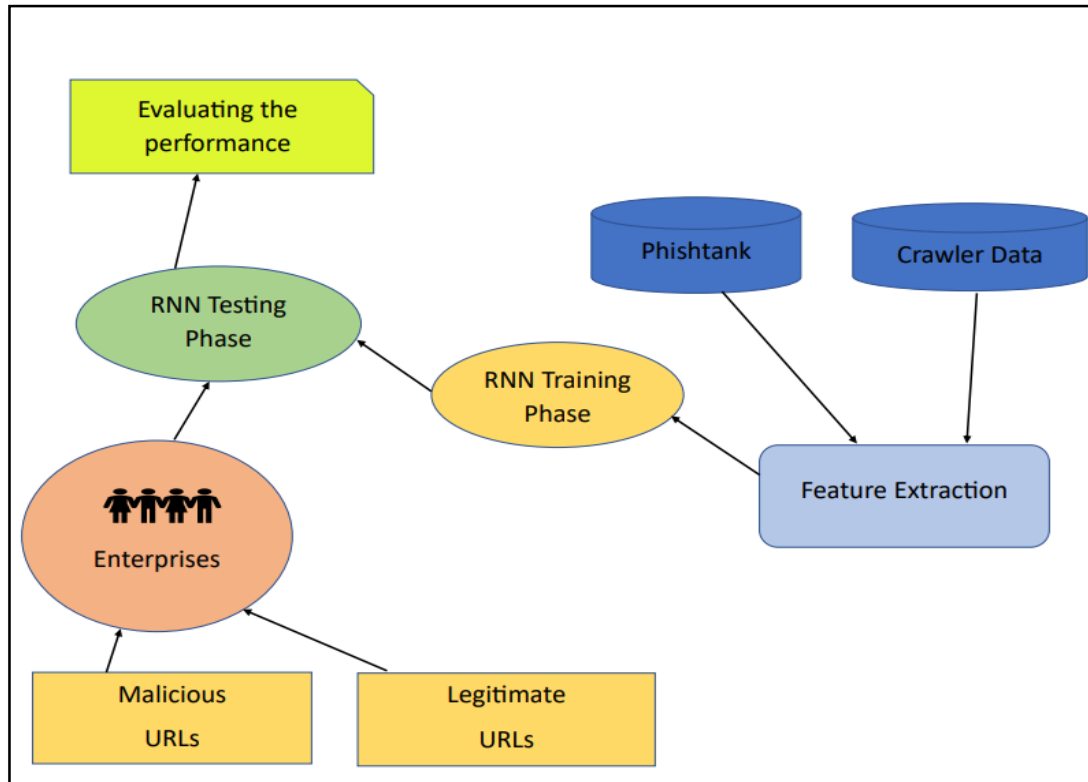 Evaluating the
performance
Phishtank
Crawler Data
RNN Testing
Phase
RNN Training
Phase
Feature Extraction
Enterprises
Malicious
URLs
Legitimate
URLs